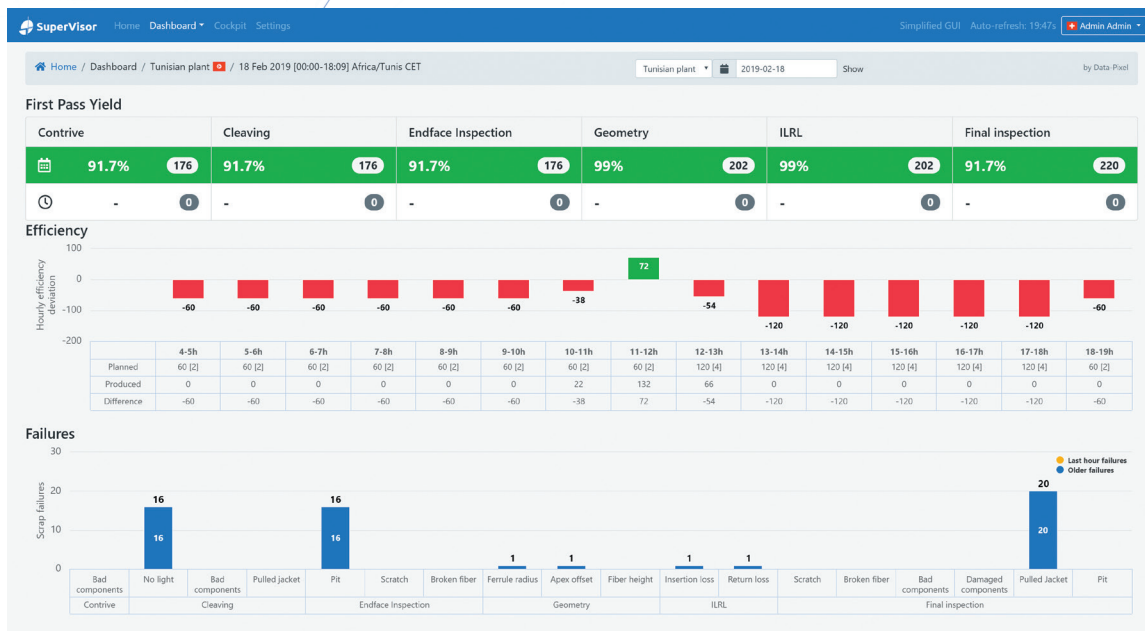 SuperVisor Home Dashboard Cockpit Settings Simplified GUI Auto-refresh: 19:47s Admin Admin
Home / Dashboard / Tunisian plant / 18 Feb 2019 [00:00-18:09] Africa/Tunis CET Tunisian plant 2019-02-18 Show by Data-Pixel
First Pass Yield
Contrive Cleaving Endface Inspection Geometry ILRL Final inspection
91.7% 176 91.7% 176 91.7% 176 99% 202 99% 202 91.7% 220
- 0 - 0 - 0 - 0 - 0 - 0
Efficiency
Hourly efficiency
deviation
100
0
-100
-200
-60 -60 -60 -60 -60 -60 -38 72 -54 -120 -120 -120 -120 -120 -60
4-5h 5-6h 6-7h 7-8h 8-9h 9-10h 10-11h 11-12h 12-13h 13-14h 14-15h 15-16h 16-17h 17-18h 18-19h
Planned 60 [2] 60 [2] 60 [2] 60 [2] 60 [2] 60 [2] 60 [2] 60 [2] 120 [4] 120 [4] 120 [4] 120 [4] 120 [4] 120 [4] 60 [2]
Produced 0 0 0 0 0 0 22 132 66 0 0 0 0 0 0
Difference -60 -60 -60 -60 -60 -60 -38 72 -54 -120 -120 -120 -120 -120 -60
Failures
Scrap failures
30
20
10
0
Last hour failures
Older failures
16 16 1 1 1 1 20
16 16 20
Bad components No light Bad components Pulled jacket Pit Scratch Broken fiber Ferrule radius Apex offset Fiber height Insertion loss Return loss Scratch Broken fiber Bad components Damaged components Pulled Jacket Pit
Contrive Cleaving Endface Inspection Geometry ILRL Final inspection